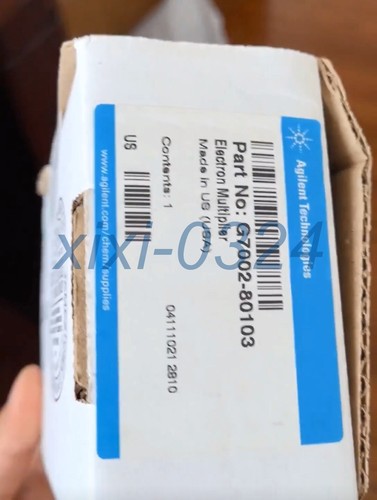 Agilent Technologies
Part No: G7002-80103
Electron Multiplier
Made in US (USA)
Contents: 1
04111021 2810
US
www.agilent.com/chem/supplies
xixi-0324